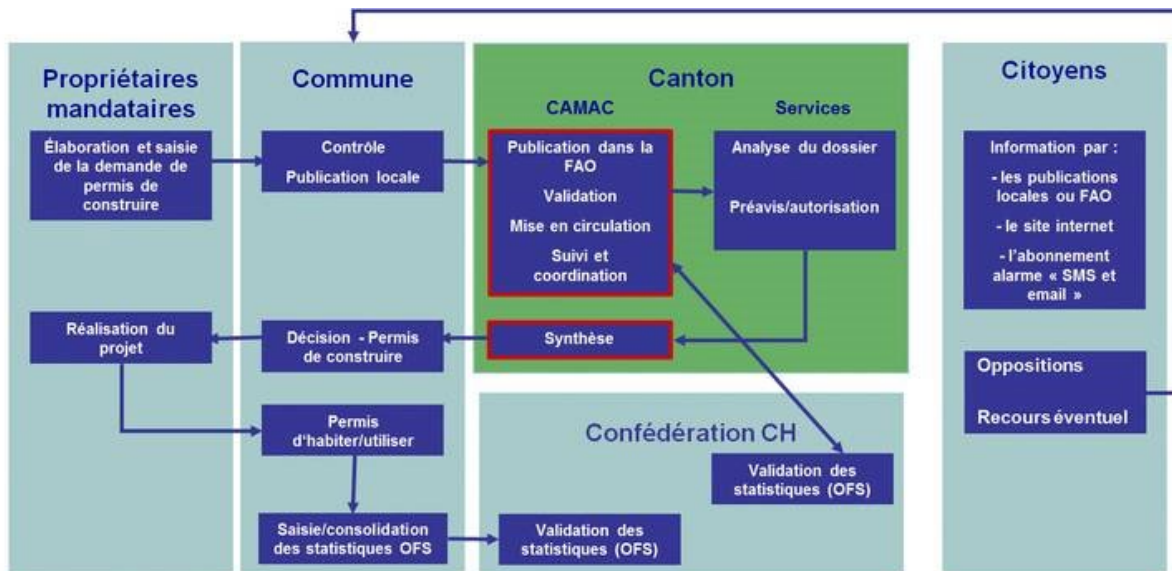 Propriétaires
mandataires
Élaboration et saisie
de la demande de
permis de
construire
Réalisation du
projet
Commune
Contrôle
Publication locale
Décision - Permis
de construire
Permis
d'habiter/utiliser
Saisie/consolidation
des statistiques OFS
Canton
CAMAC
Publication dans la
FAO
Validation
Mise en circulation
Suivi et
coordination
Synthèse
Services
Analyse du dossier
Préavis/autorisation
Confédération CH
Validation des
statistiques (OFS)
Validation des
statistiques (OFS)
Citoyens
Information par :
- les publications
locales ou FAO
- le site internet
- l'abonnement
alarme « SMS et
email »
Oppositions
Recours éventuel